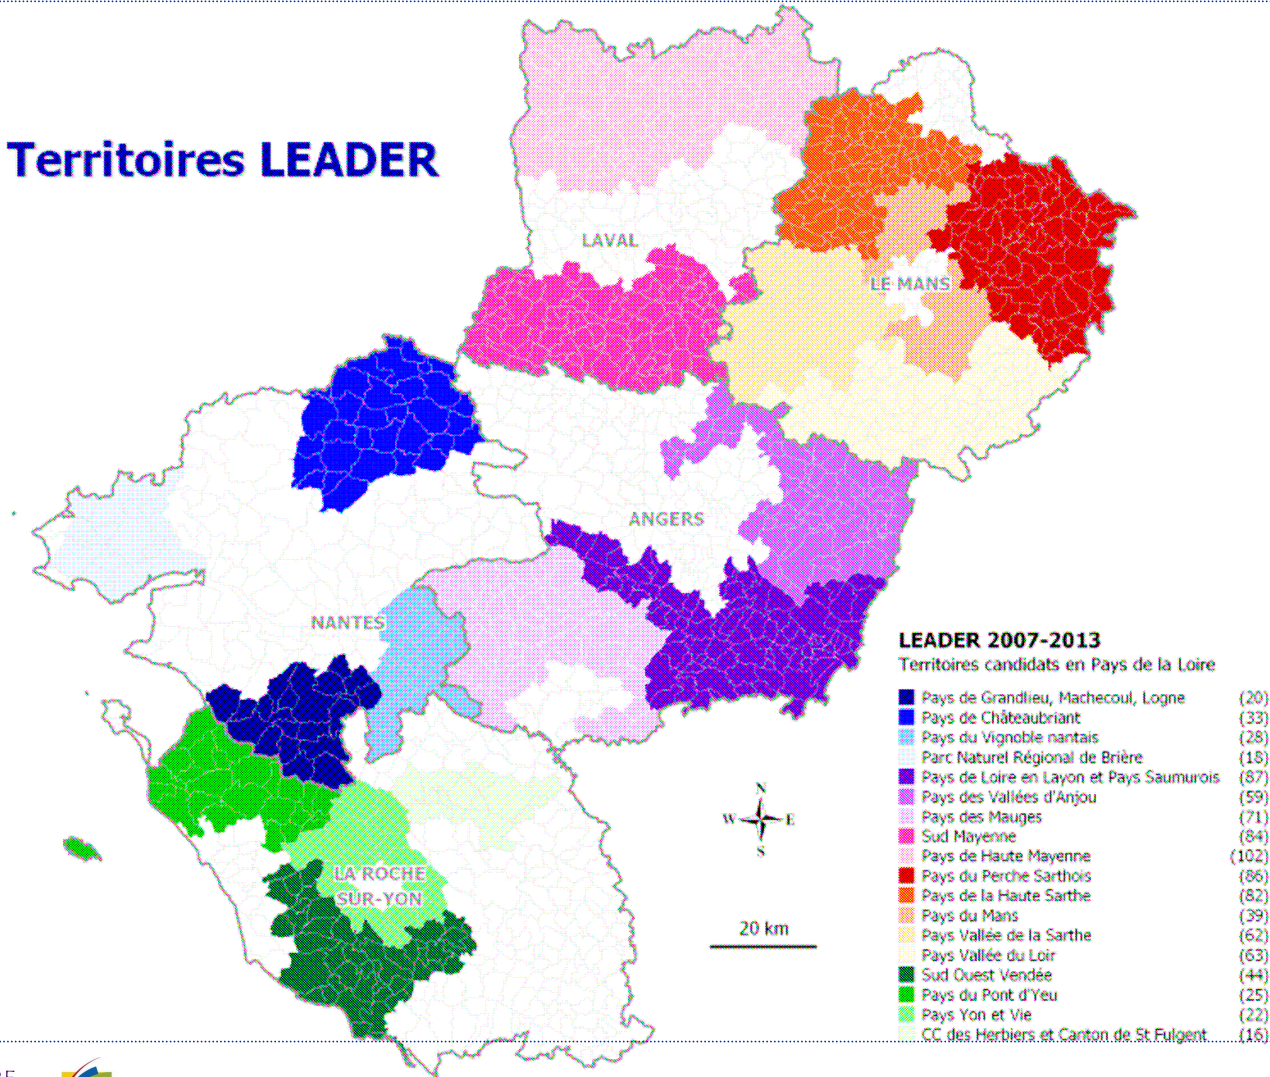 Territoires LEADER
LAVAL
LE MANS
ANGERS
NANTES
LA ROCHE
SUR-YON
N
W E
S
20 km
LEADER 2007-2013
Territoires candidats en Pays de la Loire
Pays de Grandlieu, Machecoul, Logne (20)
Pays de Châteaubriant (33)
Pays du Vignoble nantais (28)
Parc Naturel Régional de Brière (18)
Pays de Loire en Layon et Pays Saumurois (87)
Pays des Vallées d'Anjou (59)
Pays des Mauges (71)
Sud Mayenne (84)
Pays de Haute Mayenne (102)
Pays du Perche Sarthois (86)
Pays de la Haute Sarthe (82)
Pays du Mans (39)
Pays Vallée de la Sarthe (62)
Pays Vallée du Loir (63)
Sud Ouest Vendée (44)
Pays du Pont d'Yeu (25)
Pays Yon et Vie (22)
CC des Herbiers et Canton de St Fulgent (16)